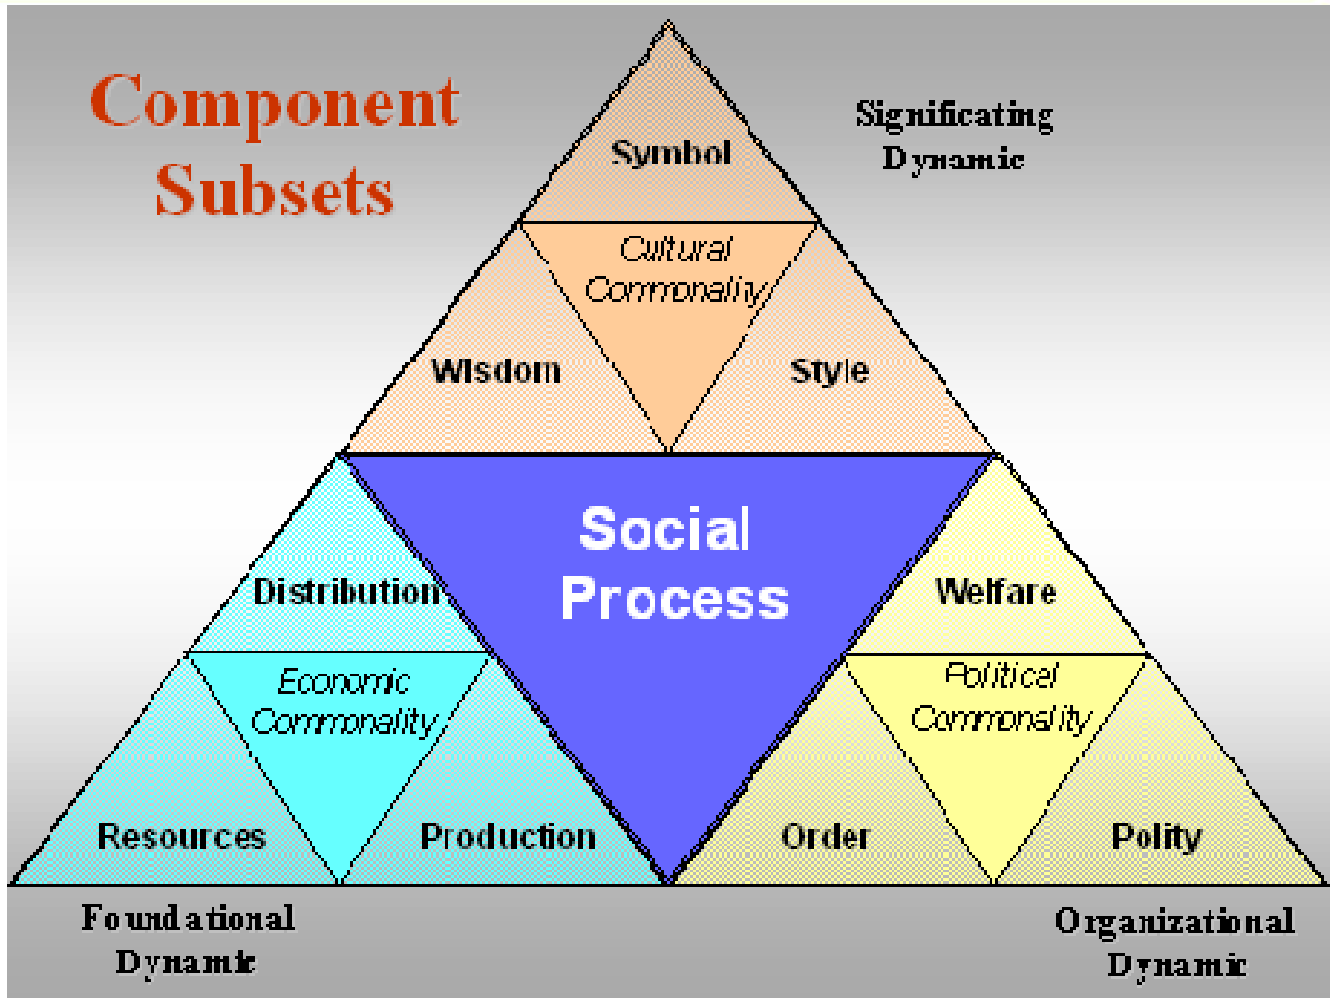 Component
Subsets
Significating
Dynamic
Symbol
Cultural
Commonality
Wisdom
Style
Social
Process
Distribution
Welfare
Economic
Commonality
Political
Commonality
Resources
Production
Order
Polity
Foundational
Dynamic
Organizational
Dynamic